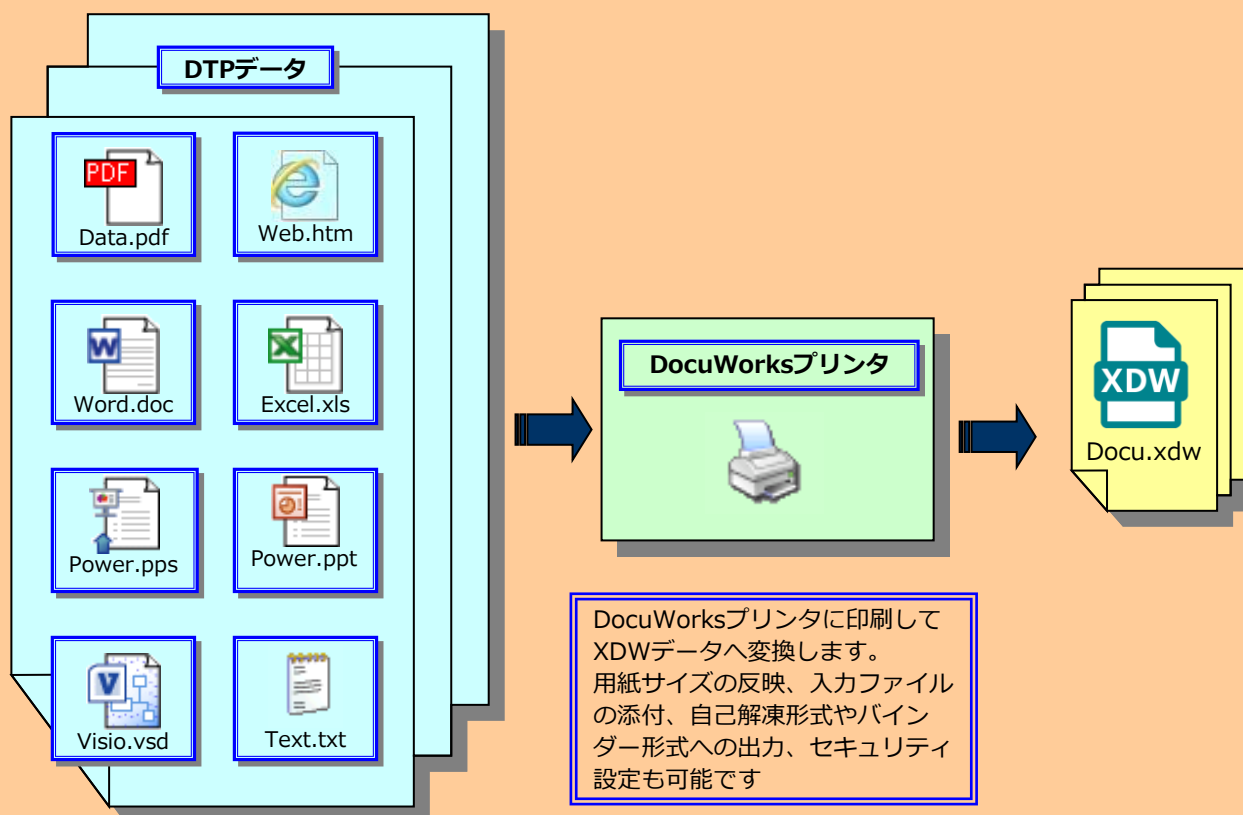 DTPデータ
PDF
Data.pdf
Web.htm
W
Word.doc
X
Excel.xls
Power.pps
Power.ppt
V
Visio.vsd
Text.txt
DocuWorksプリンタ
XDW
Docu.xdw
DocuWorksプリンタに印刷して
XDWデータへ変換します。
用紙サイズの反映、入力ファイル
の添付、自己解凍形式やバイン
ダー形式への出力、セキュリティ
設定も可能です